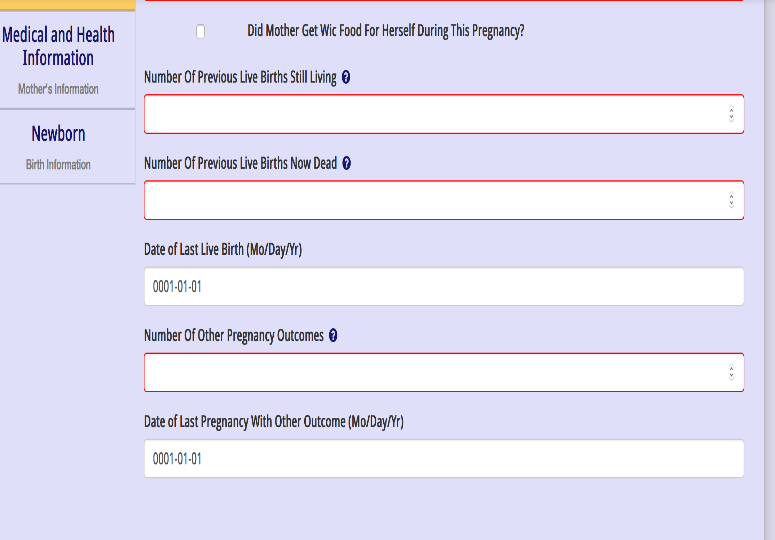 Medical and Health
Information
Mother's Information
Newborn
Birth Information
Did Mother Get Wic Food For Herself During This Pregnancy?
Number Of Previous Live Births Still Living ?
Number Of Previous Live Births Now Dead ?
Date of Last Live Birth (Mo/Day/Yr)
0001-01-01
Number Of Other Pregnancy Outcomes ?
Date of Last Pregnancy With Other Outcome (Mo/Day/Yr)
0001-01-01